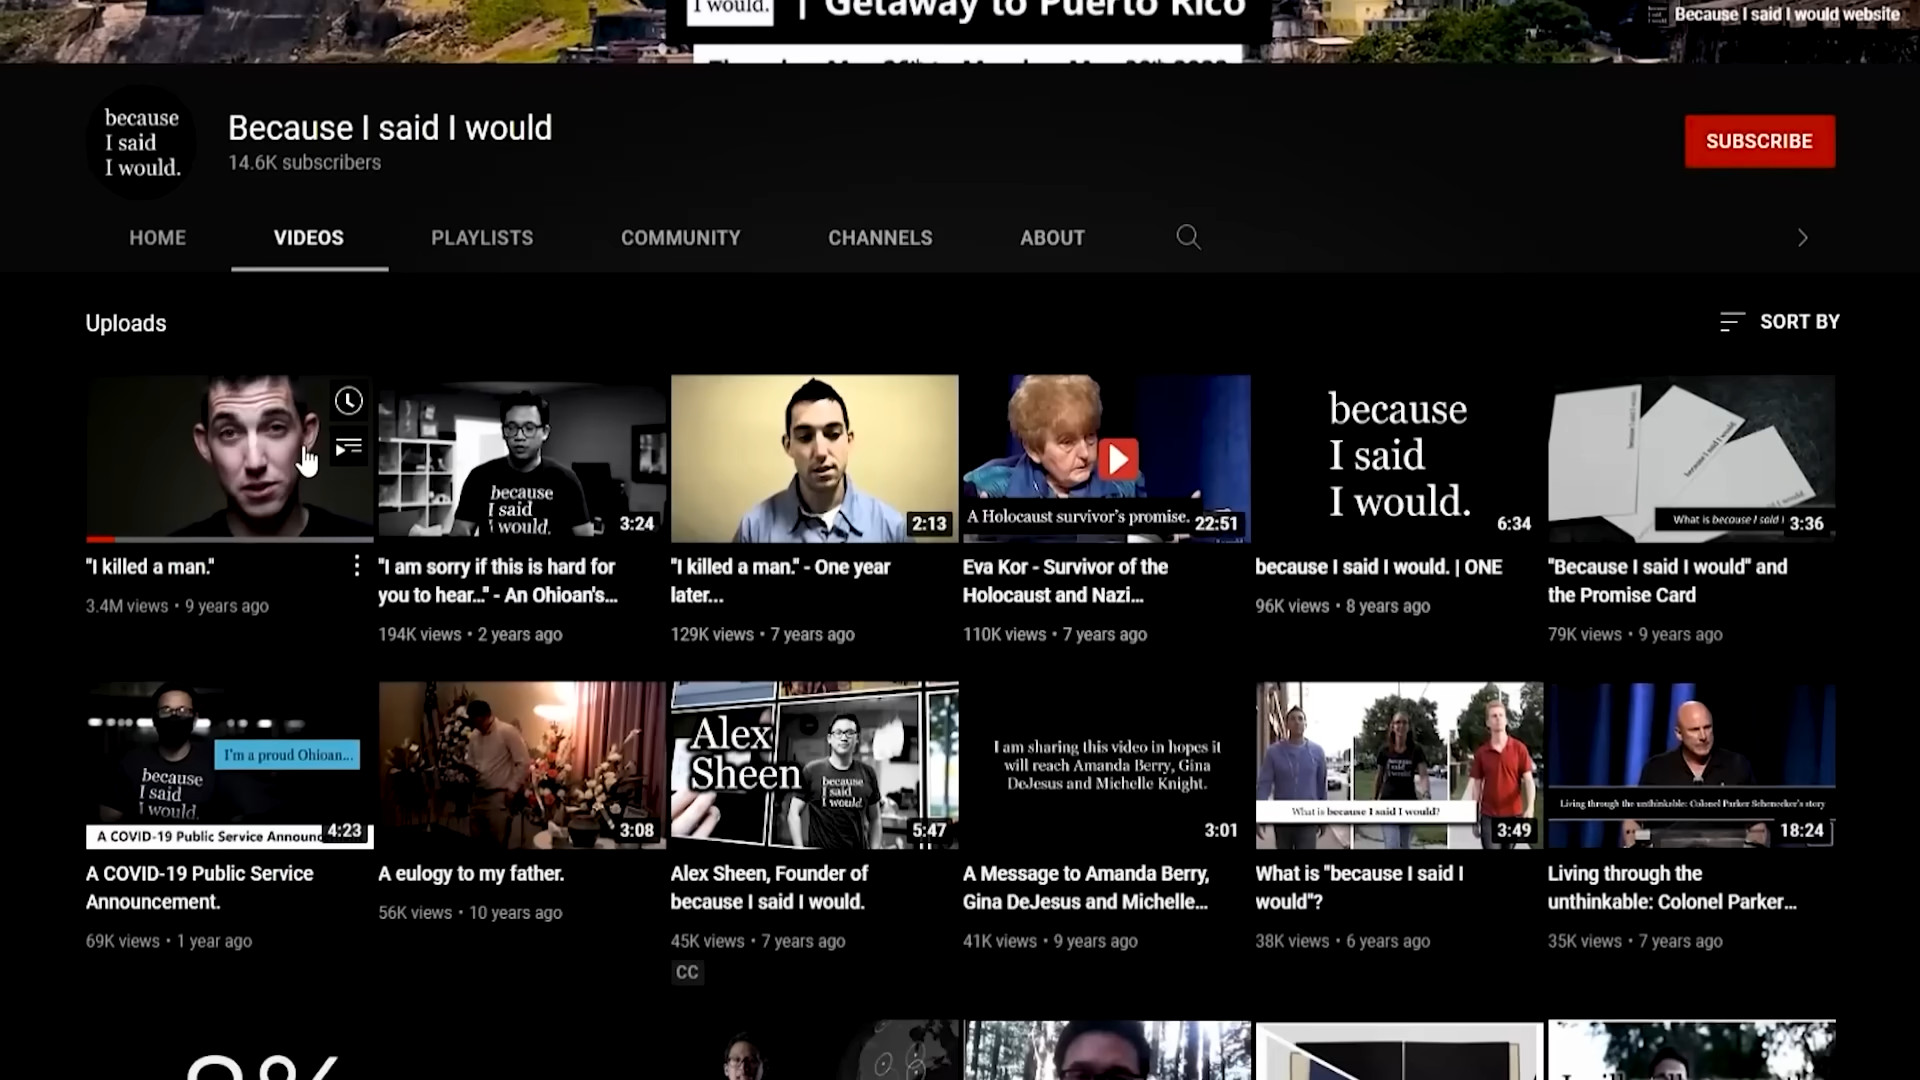 I would. | Getaway to Puerto Rico
Because I said I would website
because
I said
I would.
Because I said I would
14.6K subscribers
SUBSCRIBE
HOME VIDEOS PLAYLISTS COMMUNITY CHANNELS ABOUT
Uploads
SORT BY
because
I said
I would.
3:24
2:13
A Holocaust survivor's promise.
22:51
because
I said
I would.
6:34
because I said I would
What is because I said I
3:36
"I killed a man."
3.4M views • 9 years ago
"I am sorry if this is hard for
you to hear..." - An Ohioan's...
194K views • 2 years ago
"I killed a man." - One year
later...
129K views • 7 years ago
Eva Kor - Survivor of the
Holocaust and Nazi...
110K views • 7 years ago
because I said I would. | ONE
96K views • 8 years ago
"Because I said I would" and
the Promise Card
79K views • 9 years ago
I'm a proud Ohioan...
because
I said
I would.
A COVID-19 Public Service Announc
4:23
3:08
Alex
Sheen
because
I said
I would.
5:47
I am sharing this video in hopes it
will reach Amanda Berry, Gina
DeJesus and Michelle Knight.
3:01
What is because I said I would?
3:49
Living through the unthinkable: Colonel Parker Schenecker's story
18:24
A COVID-19 Public Service
Announcement.
69K views • 1 year ago
A eulogy to my father.
56K views • 10 years ago
Alex Sheen, Founder of
because I said I would.
45K views • 7 years ago
CC
A Message to Amanda Berry,
Gina DeJesus and Michelle...
41K views • 9 years ago
What is "because I said I
would"?
38K views • 6 years ago
Living through the
unthinkable: Colonel Parker...
35K views • 7 years ago